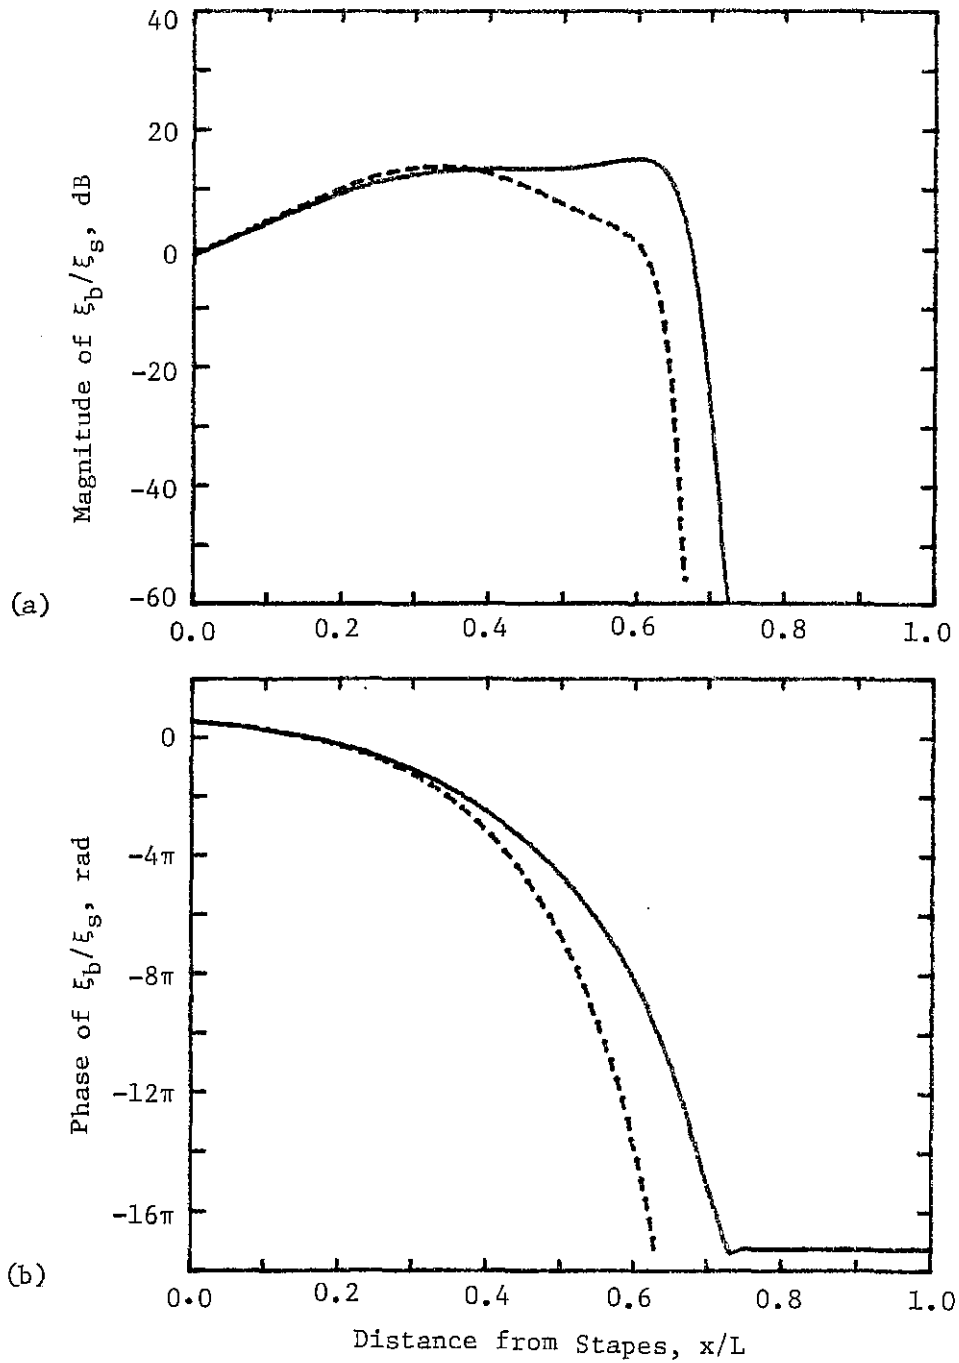 40
20
0
-20
-40
-60
Magnitude of ξb/ξs, dB
(a)
0.0 0.2 0.4 0.6 0.8 1.0
0
-4π
-8π
-12π
-16π
Phase of ξb/ξs, rad
(b)
0.0 0.2 0.4 0.6 0.8 1.0
Distance from Stapes, x/L